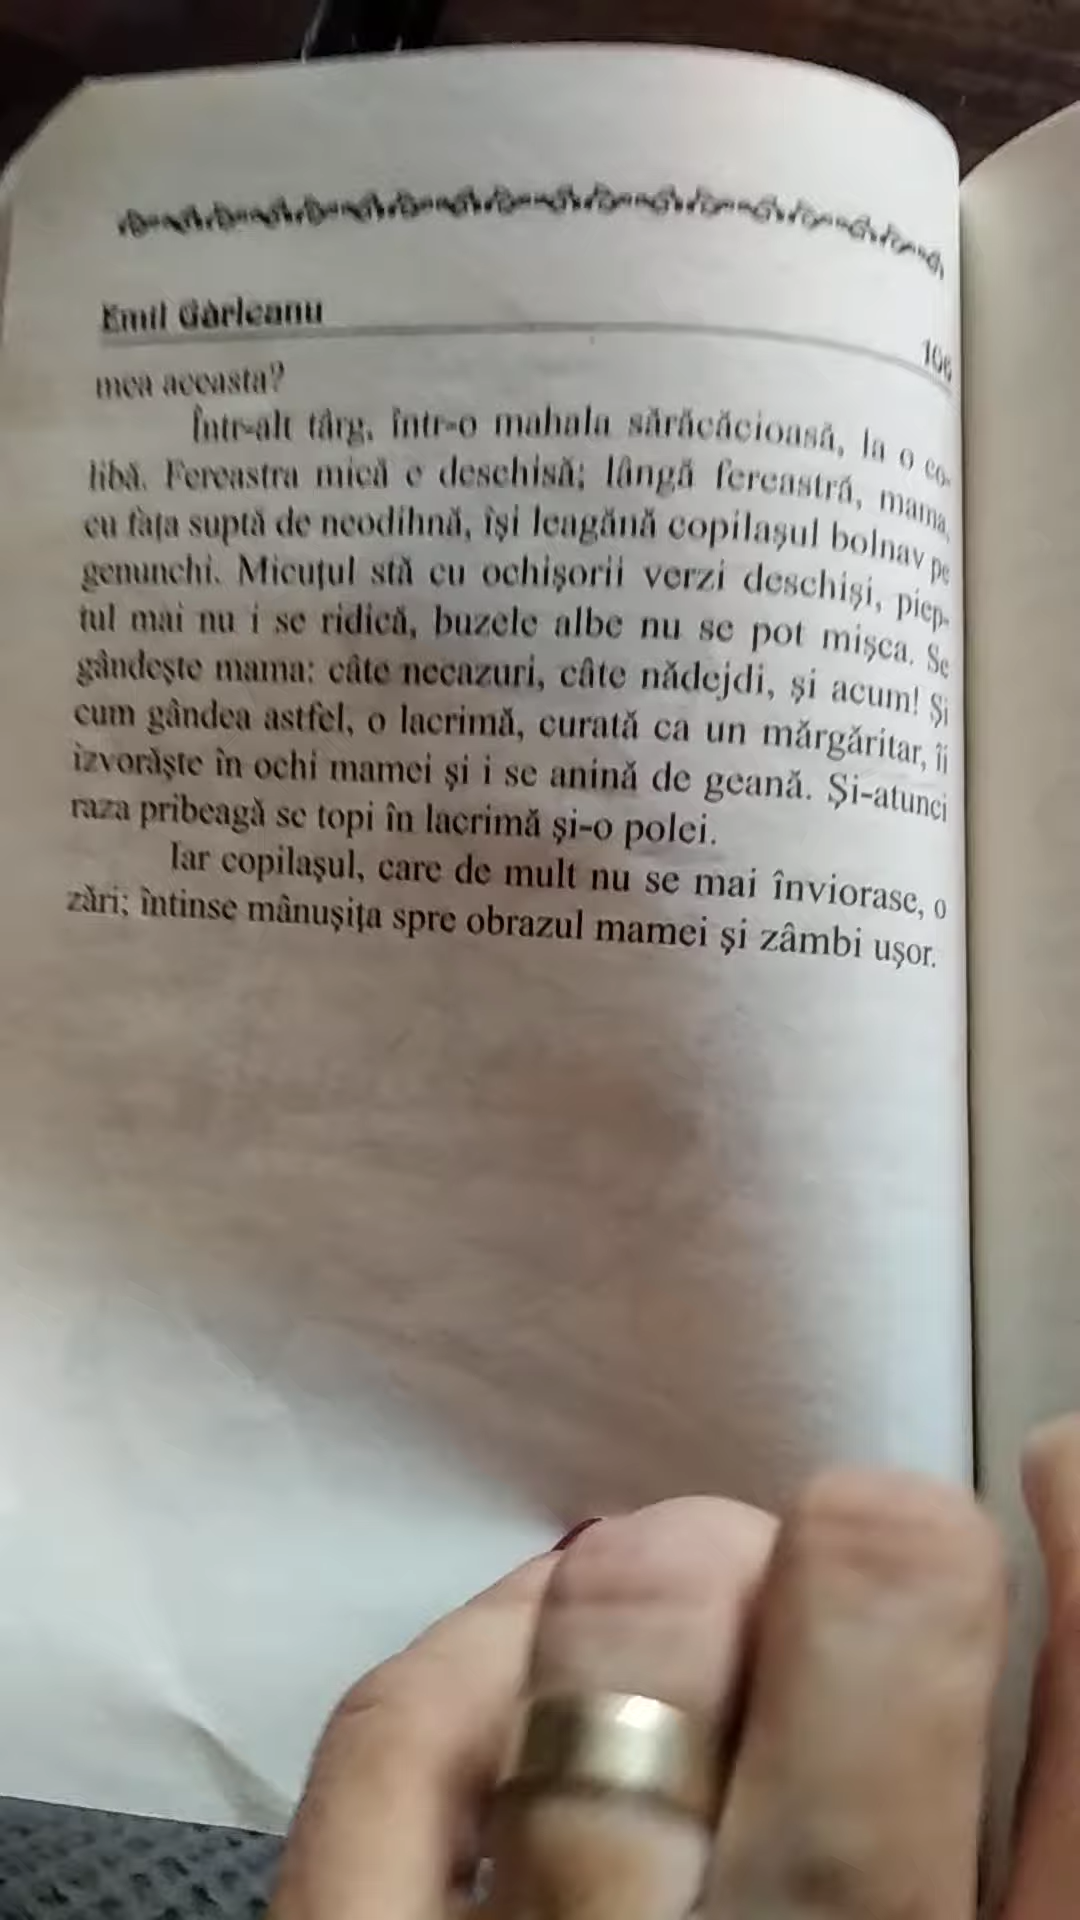 Emil Gârleanu
106
mea aceasta?
Într-alt târg, într-o mahala sărăcăcioasă, la o co-
libă. Fereastra mică e deschisă; lângă fereastră, mama,
cu fața suptă de neodihnă, își leagănă copilașul bolnav pe
genunchi. Micuțul stă cu ochișorii verzi deschiși, piep-
tul mai nu i se ridică, buzele albe nu se pot mișca. Se
gândește mama: câte necazuri, câte nădejdi, și acum! Și
cum gândea astfel, o lacrimă, curată ca un mărgăritar, îi
izvorăște în ochi mamei și i se anină de geană. Și-atunci
raza pribeagă se topi în lacrimă și-o polei.
Iar copilașul, care de mult nu se mai înviorase, o
zări; întinse mânușița spre obrazul mamei și zâmbi ușor.